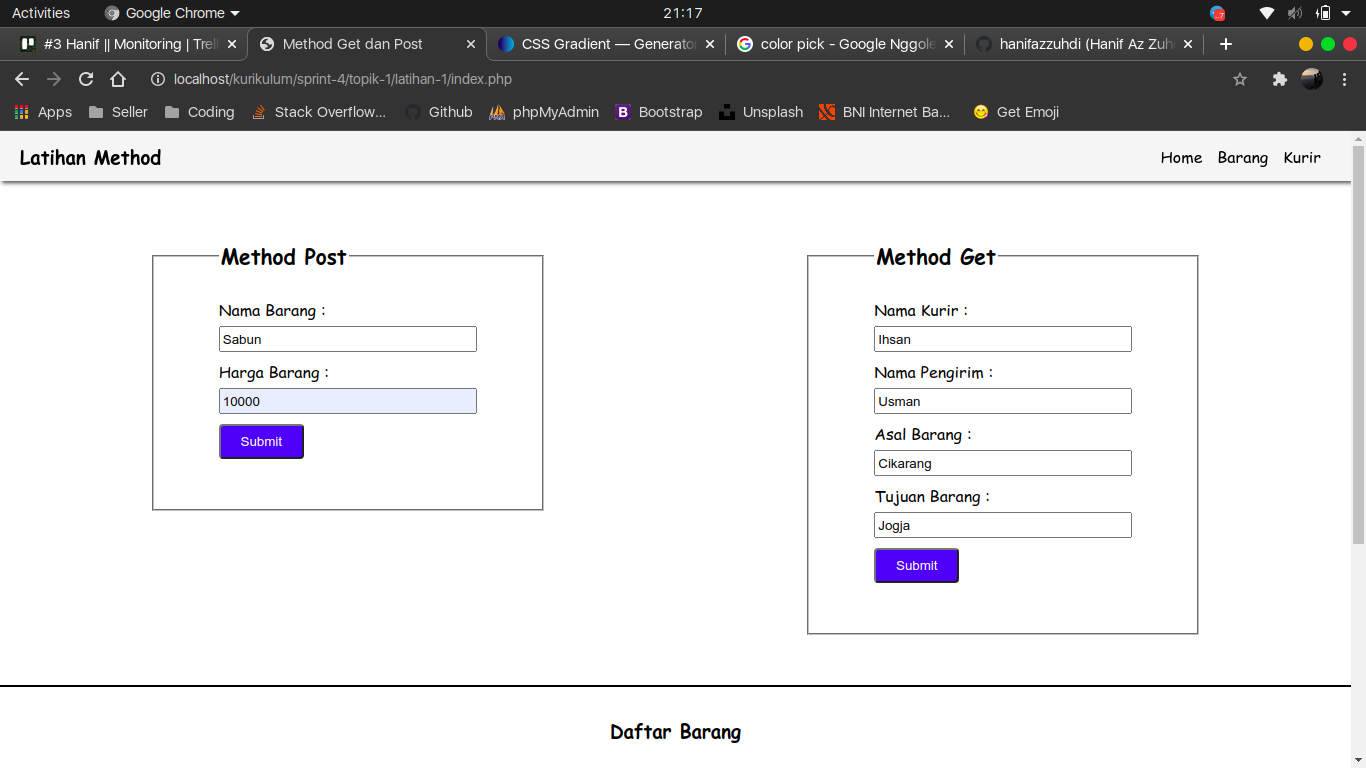 Activities Google Chrome 21:17
#3 Hanif || Monitoring | Trell Method Get dan Post CSS Gradient — Generator color pick - Google Nggole hanifazzuhdi (Hanif Az Zuh
localhost/kurikulum/sprint-4/topik-1/latihan-1/index.php
Apps Seller Coding Stack Overflow... Github phpMyAdmin Bootstrap Unsplash BNI Internet Ba... Get Emoji
Latihan Method Home Barang Kurir
Method Post
Nama Barang :
Sabun
Harga Barang :
10000
Submit
Method Get
Nama Kurir :
Ihsan
Nama Pengirim :
Usman
Asal Barang :
Cikarang
Tujuan Barang :
Jogja
Submit
Daftar Barang